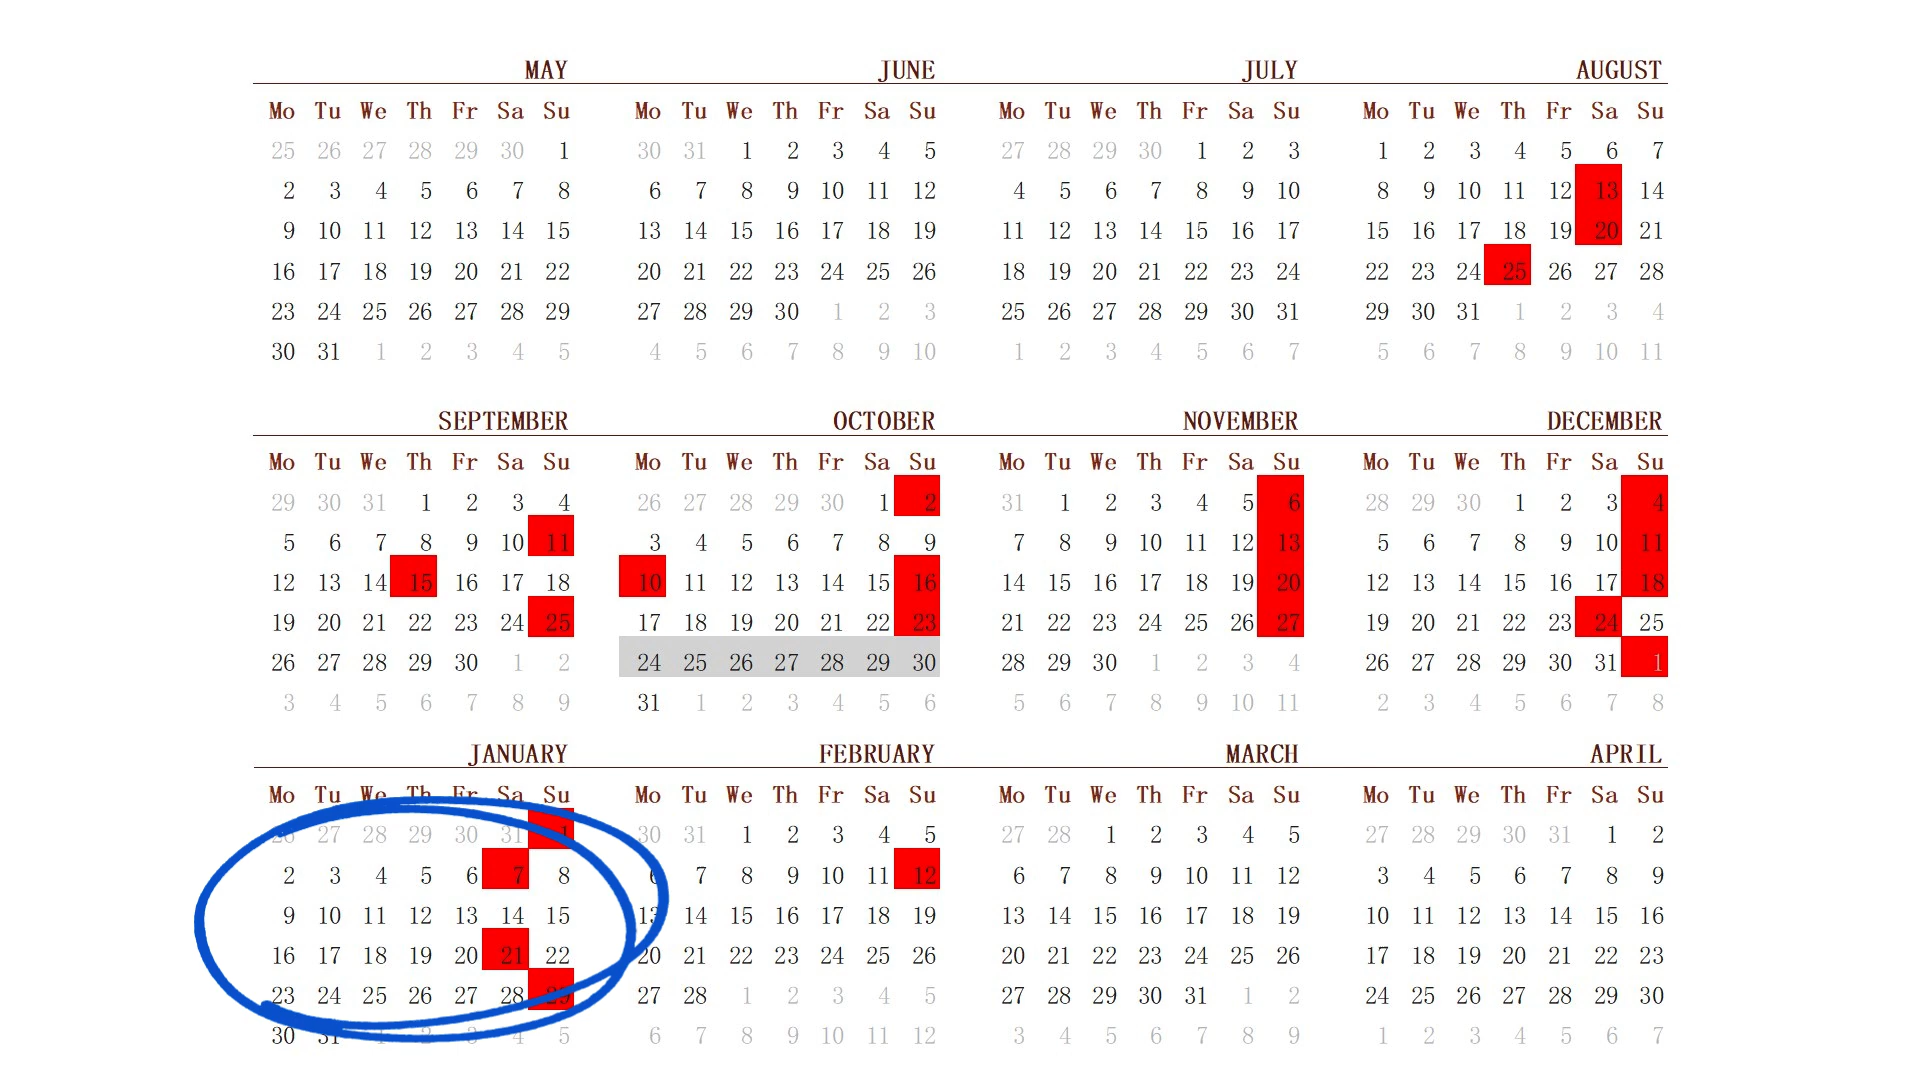 MAY JUNE JULY AUGUST
Mo Tu We Th Fr Sa Su Mo Tu We Th Fr Sa Su Mo Tu We Th Fr Sa Su Mo Tu We Th Fr Sa Su
25 26 27 28 29 30 1 30 31 1 2 3 4 5 27 28 29 30 1 2 3 1 2 3 4 5 6 7
2 3 4 5 6 7 8 6 7 8 9 10 11 12 4 5 6 7 8 9 10 8 9 10 11 12 13 14
9 10 11 12 13 14 15 13 14 15 16 17 18 19 11 12 13 14 15 16 17 15 16 17 18 19 20 21
16 17 18 19 20 21 22 20 21 22 23 24 25 26 18 19 20 21 22 23 24 22 23 24 25 26 27 28
23 24 25 26 27 28 29 27 28 29 30 1 2 3 25 26 27 28 29 30 31 29 30 31 1 2 3 4
30 31 1 2 3 4 5 4 5 6 7 8 9 10 1 2 3 4 5 6 7 5 6 7 8 9 10 11
SEPTEMBER OCTOBER NOVEMBER DECEMBER
Mo Tu We Th Fr Sa Su Mo Tu We Th Fr Sa Su Mo Tu We Th Fr Sa Su Mo Tu We Th Fr Sa Su
29 30 31 1 2 3 4 26 27 28 29 30 1 2 31 1 2 3 4 5 6 28 29 30 1 2 3 4
5 6 7 8 9 10 11 3 4 5 6 7 8 9 7 8 9 10 11 12 13 5 6 7 8 9 10 11
12 13 14 15 16 17 18 10 11 12 13 14 15 16 14 15 16 17 18 19 20 12 13 14 15 16 17 18
19 20 21 22 23 24 25 17 18 19 20 21 22 23 21 22 23 24 25 26 27 19 20 21 22 23 24 25
26 27 28 29 30 1 2 24 25 26 27 28 29 30 28 29 30 1 2 3 4 26 27 28 29 30 31 1
3 4 5 6 7 8 9 31 1 2 3 4 5 6 5 6 7 8 9 10 11 2 3 4 5 6 7 8
JANUARY FEBRUARY MARCH APRIL
Mo Tu We Th Fr Sa Su Mo Tu We Th Fr Sa Su Mo Tu We Th Fr Sa Su Mo Tu We Th Fr Sa Su
26 27 28 29 30 31 1 30 31 1 2 3 4 5 27 28 1 2 3 4 5 27 28 29 30 31 1 2
2 3 4 5 6 7 8 6 7 8 9 10 11 12 6 7 8 9 10 11 12 3 4 5 6 7 8 9
9 10 11 12 13 14 15 13 14 15 16 17 18 19 13 14 15 16 17 18 19 10 11 12 13 14 15 16
16 17 18 19 20 21 22 20 21 22 23 24 25 26 20 21 22 23 24 25 26 17 18 19 20 21 22 23
23 24 25 26 27 28 29 27 28 1 2 3 4 5 27 28 29 30 31 1 2 24 25 26 27 28 29 30
30 31 1 2 3 4 5 6 7 8 9 10 11 12 3 4 5 6 7 8 9 1 2 3 4 5 6 7